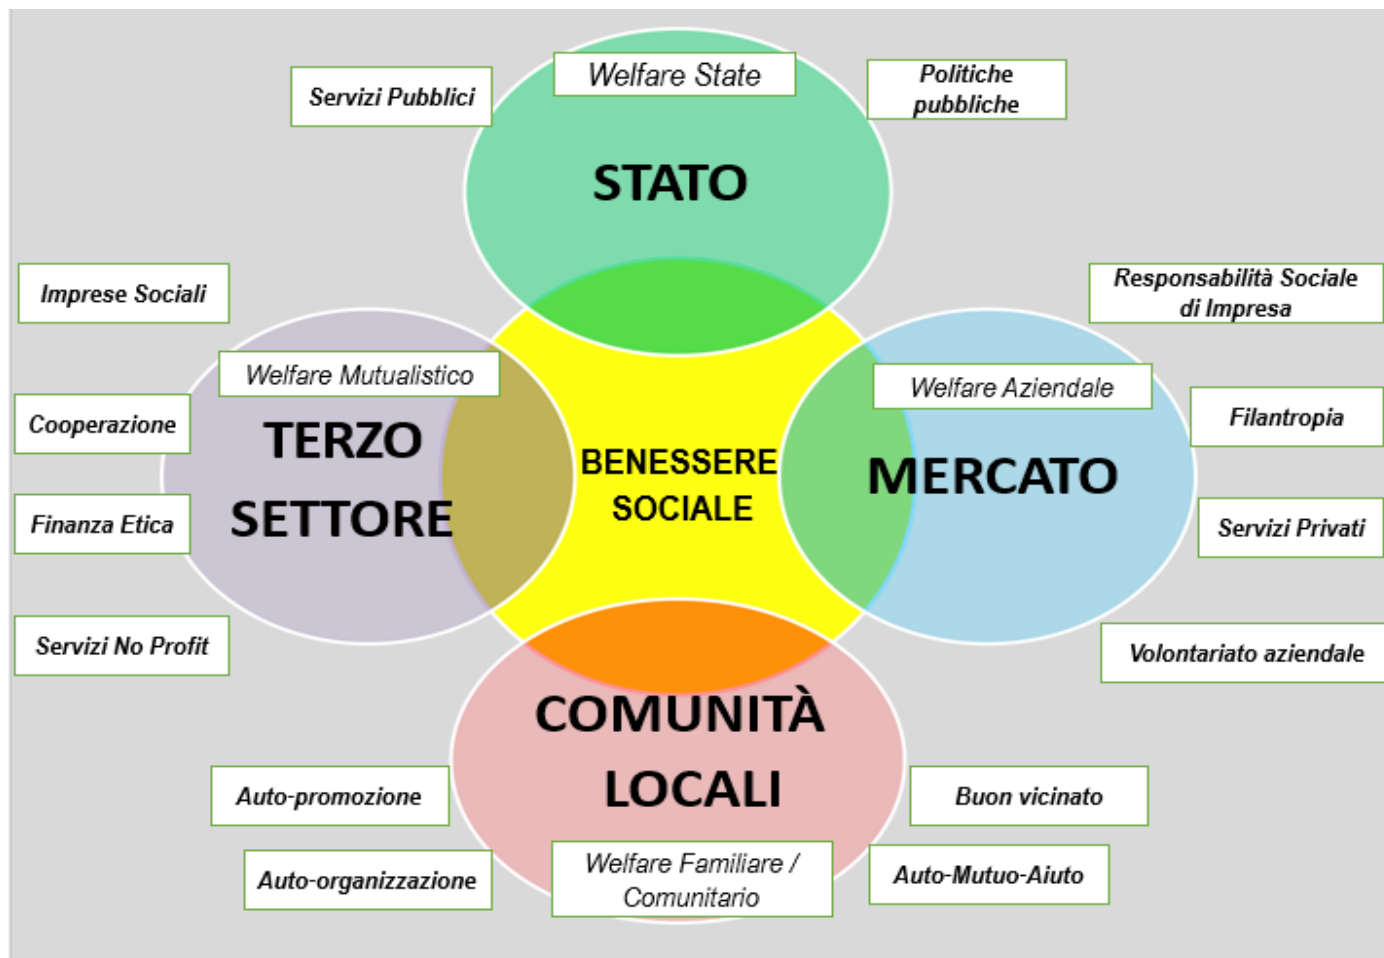 Welfare State
Servizi Pubblici
Politiche
pubbliche
STATO
Imprese Sociali
Responsabilità Sociale
di Impresa
Welfare Mutualistico
Welfare Aziendale
Cooperazione
Filantropia
TERZO
SETTORE
BENESSERE
SOCIALE
MERCATO
Finanza Etica
Servizi Privati
Servizi No Profit
Volontariato aziendale
COMUNITÀ
LOCALI
Auto-promozione
Buon vicinato
Auto-organizzazione
Welfare Familiare /
Comunitario
Auto-Mutuo-Aiuto